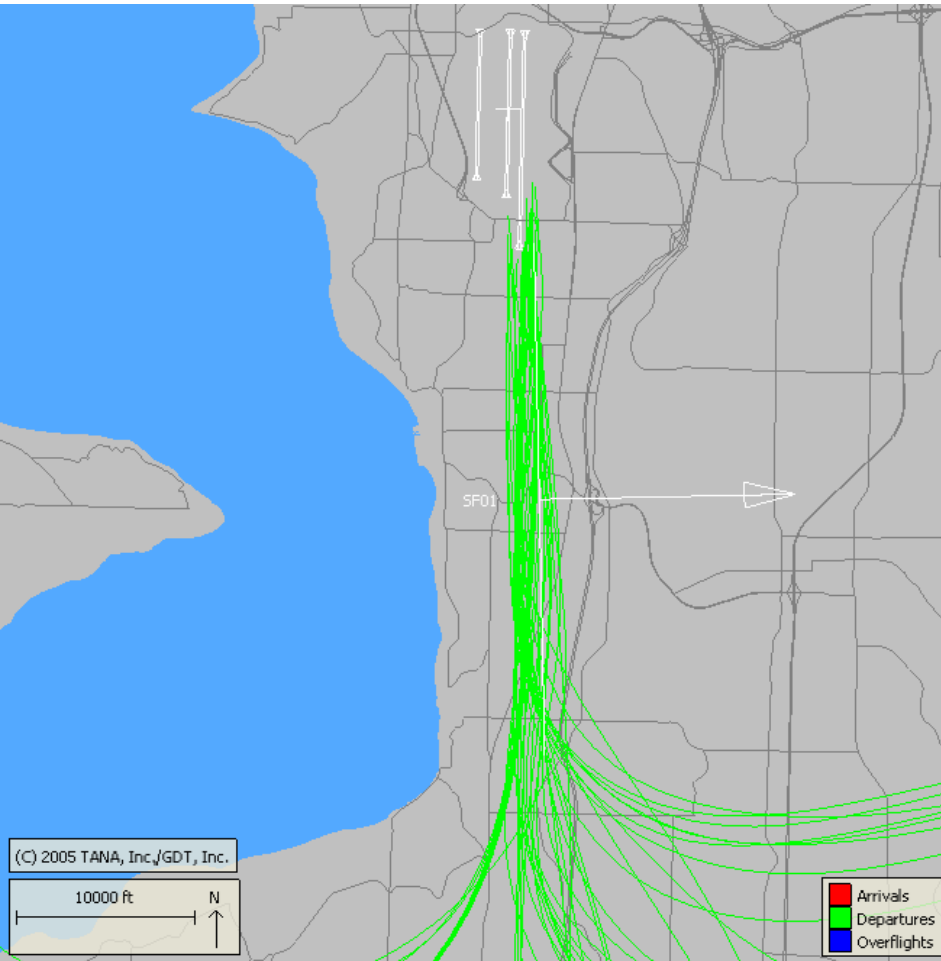 SF01
(C) 2005 TANA, Inc./GDT, Inc.
10000 ft
N
Arrivals
Departures
Overflights